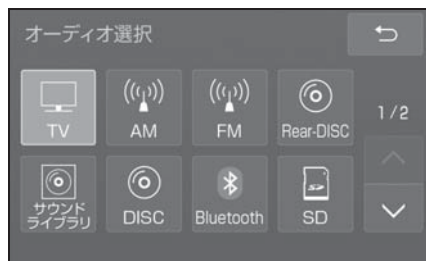 オーディオ選択
TV
AM
FM
Rear-DISC
1/2
サウンド
ライブラリ
DISC
Bluetooth
SD